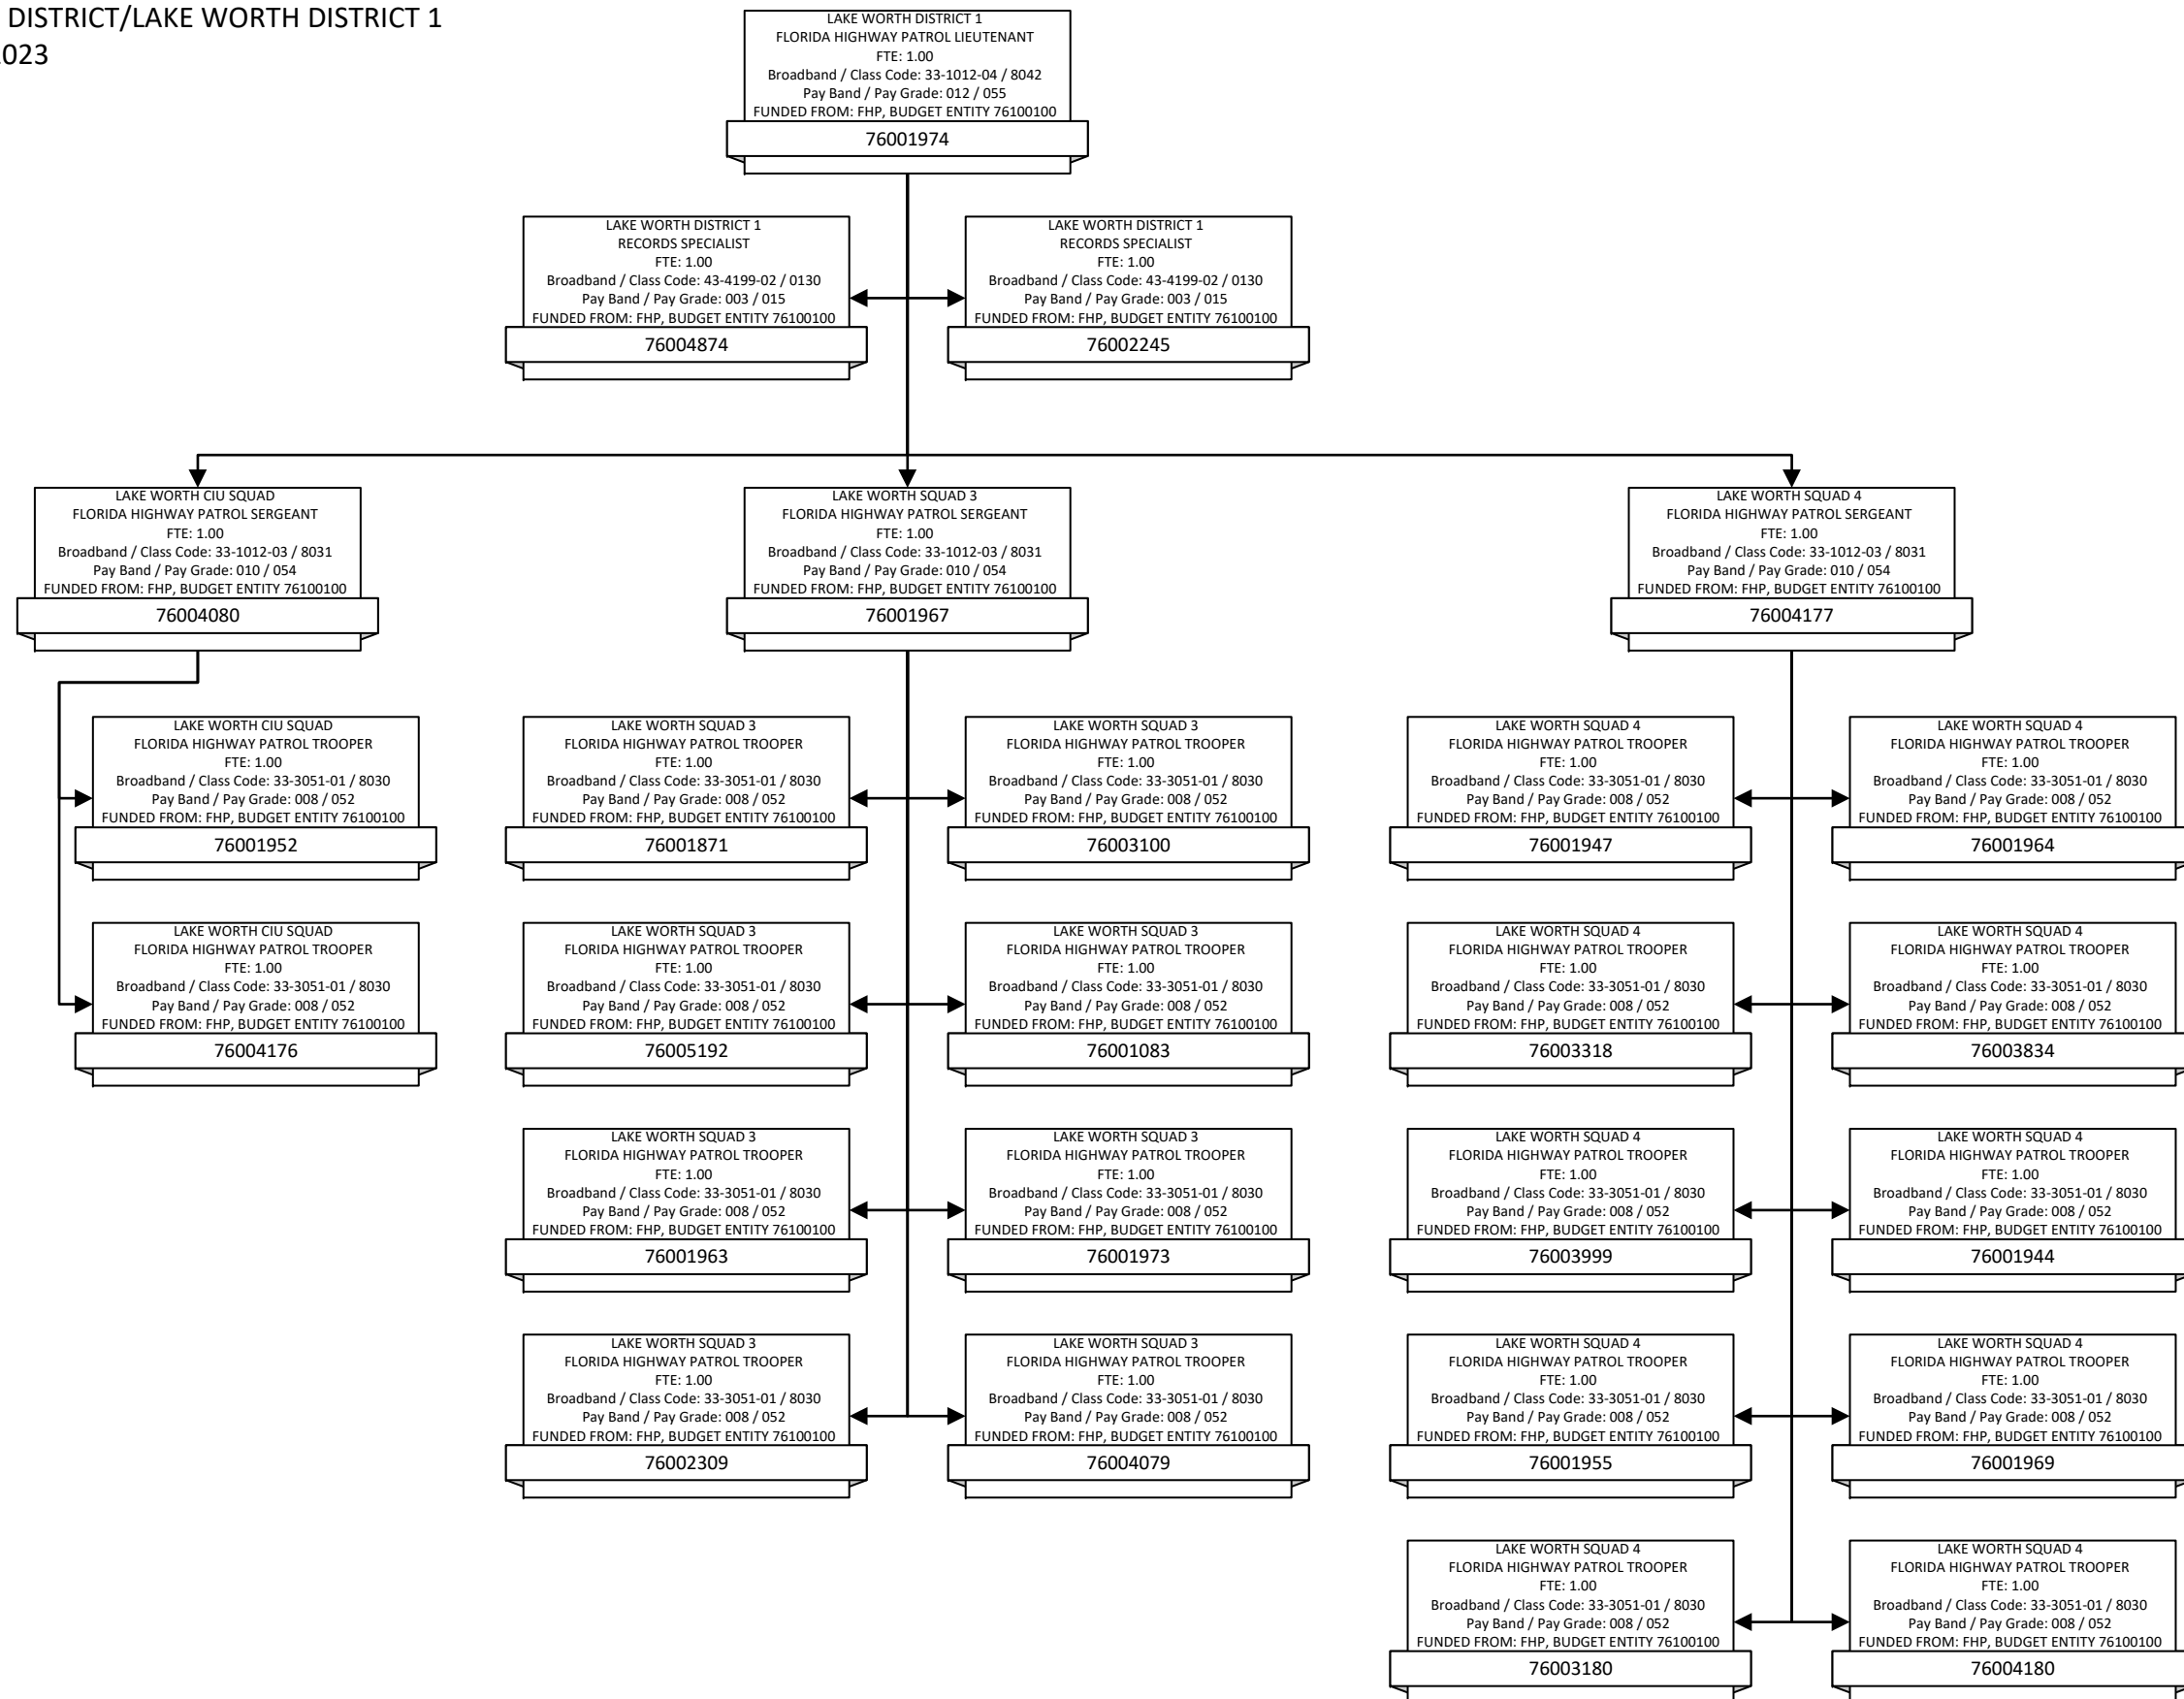 DISTRICT/LAKE WORTH DISTRICT 1
2023
LAKE WORTH DISTRICT 1
FLORIDA HIGHWAY PATROL LIEUTENANT
FTE: 1.00
Broadband / Class Code: 33-1012-04 / 8042
Pay Band / Pay Grade: 012 / 055
FUNDED FROM: FHP, BUDGET ENTITY 76100100
76001974
LAKE WORTH DISTRICT 1
RECORDS SPECIALIST
FTE: 1.00
Broadband / Class Code: 43-4199-02 / 0130
Pay Band / Pay Grade: 003 / 015
FUNDED FROM: FHP, BUDGET ENTITY 76100100
76004874
LAKE WORTH DISTRICT 1
RECORDS SPECIALIST
FTE: 1.00
Broadband / Class Code: 43-4199-02 / 0130
Pay Band / Pay Grade: 003 / 015
FUNDED FROM: FHP, BUDGET ENTITY 76100100
76002245
LAKE WORTH CIU SQUAD
FLORIDA HIGHWAY PATROL SERGEANT
FTE: 1.00
Broadband / Class Code: 33-1012-03 / 8031
Pay Band / Pay Grade: 010 / 054
FUNDED FROM: FHP, BUDGET ENTITY 76100100
76004080
LAKE WORTH SQUAD 3
FLORIDA HIGHWAY PATROL SERGEANT
FTE: 1.00
Broadband / Class Code: 33-1012-03 / 8031
Pay Band / Pay Grade: 010 / 054
FUNDED FROM: FHP, BUDGET ENTITY 76100100
76001967
LAKE WORTH SQUAD 4
FLORIDA HIGHWAY PATROL SERGEANT
FTE: 1.00
Broadband / Class Code: 33-1012-03 / 8031
Pay Band / Pay Grade: 010 / 054
FUNDED FROM: FHP, BUDGET ENTITY 76100100
76004177
LAKE WORTH CIU SQUAD
FLORIDA HIGHWAY PATROL TROOPER
FTE: 1.00
Broadband / Class Code: 33-3051-01 / 8030
Pay Band / Pay Grade: 008 / 052
FUNDED FROM: FHP, BUDGET ENTITY 76100100
76001952
LAKE WORTH SQUAD 3
FLORIDA HIGHWAY PATROL TROOPER
FTE: 1.00
Broadband / Class Code: 33-3051-01 / 8030
Pay Band / Pay Grade: 008 / 052
FUNDED FROM: FHP, BUDGET ENTITY 76100100
76001871
LAKE WORTH SQUAD 3
FLORIDA HIGHWAY PATROL TROOPER
FTE: 1.00
Broadband / Class Code: 33-3051-01 / 8030
Pay Band / Pay Grade: 008 / 052
FUNDED FROM: FHP, BUDGET ENTITY 76100100
76003100
LAKE WORTH SQUAD 4
FLORIDA HIGHWAY PATROL TROOPER
FTE: 1.00
Broadband / Class Code: 33-3051-01 / 8030
Pay Band / Pay Grade: 008 / 052
FUNDED FROM: FHP, BUDGET ENTITY 76100100
76001947
LAKE WORTH SQUAD 4
FLORIDA HIGHWAY PATROL TROOPER
FTE: 1.00
Broadband / Class Code: 33-3051-01 / 8030
Pay Band / Pay Grade: 008 / 052
FUNDED FROM: FHP, BUDGET ENTITY 76100100
76001964
LAKE WORTH CIU SQUAD
FLORIDA HIGHWAY PATROL TROOPER
FTE: 1.00
Broadband / Class Code: 33-3051-01 / 8030
Pay Band / Pay Grade: 008 / 052
FUNDED FROM: FHP, BUDGET ENTITY 76100100
76004176
LAKE WORTH SQUAD 3
FLORIDA HIGHWAY PATROL TROOPER
FTE: 1.00
Broadband / Class Code: 33-3051-01 / 8030
Pay Band / Pay Grade: 008 / 052
FUNDED FROM: FHP, BUDGET ENTITY 76100100
76005192
LAKE WORTH SQUAD 3
FLORIDA HIGHWAY PATROL TROOPER
FTE: 1.00
Broadband / Class Code: 33-3051-01 / 8030
Pay Band / Pay Grade: 008 / 052
FUNDED FROM: FHP, BUDGET ENTITY 76100100
76001083
LAKE WORTH SQUAD 4
FLORIDA HIGHWAY PATROL TROOPER
FTE: 1.00
Broadband / Class Code: 33-3051-01 / 8030
Pay Band / Pay Grade: 008 / 052
FUNDED FROM: FHP, BUDGET ENTITY 76100100
76003318
LAKE WORTH SQUAD 4
FLORIDA HIGHWAY PATROL TROOPER
FTE: 1.00
Broadband / Class Code: 33-3051-01 / 8030
Pay Band / Pay Grade: 008 / 052
FUNDED FROM: FHP, BUDGET ENTITY 76100100
76003834
LAKE WORTH SQUAD 3
FLORIDA HIGHWAY PATROL TROOPER
FTE: 1.00
Broadband / Class Code: 33-3051-01 / 8030
Pay Band / Pay Grade: 008 / 052
FUNDED FROM: FHP, BUDGET ENTITY 76100100
76001963
LAKE WORTH SQUAD 3
FLORIDA HIGHWAY PATROL TROOPER
FTE: 1.00
Broadband / Class Code: 33-3051-01 / 8030
Pay Band / Pay Grade: 008 / 052
FUNDED FROM: FHP, BUDGET ENTITY 76100100
76001973
LAKE WORTH SQUAD 4
FLORIDA HIGHWAY PATROL TROOPER
FTE: 1.00
Broadband / Class Code: 33-3051-01 / 8030
Pay Band / Pay Grade: 008 / 052
FUNDED FROM: FHP, BUDGET ENTITY 76100100
76003999
LAKE WORTH SQUAD 4
FLORIDA HIGHWAY PATROL TROOPER
FTE: 1.00
Broadband / Class Code: 33-3051-01 / 8030
Pay Band / Pay Grade: 008 / 052
FUNDED FROM: FHP, BUDGET ENTITY 76100100
76001944
LAKE WORTH SQUAD 3
FLORIDA HIGHWAY PATROL TROOPER
FTE: 1.00
Broadband / Class Code: 33-3051-01 / 8030
Pay Band / Pay Grade: 008 / 052
FUNDED FROM: FHP, BUDGET ENTITY 76100100
76002309
LAKE WORTH SQUAD 3
FLORIDA HIGHWAY PATROL TROOPER
FTE: 1.00
Broadband / Class Code: 33-3051-01 / 8030
Pay Band / Pay Grade: 008 / 052
FUNDED FROM: FHP, BUDGET ENTITY 76100100
76004079
LAKE WORTH SQUAD 4
FLORIDA HIGHWAY PATROL TROOPER
FTE: 1.00
Broadband / Class Code: 33-3051-01 / 8030
Pay Band / Pay Grade: 008 / 052
FUNDED FROM: FHP, BUDGET ENTITY 76100100
76001955
LAKE WORTH SQUAD 4
FLORIDA HIGHWAY PATROL TROOPER
FTE: 1.00
Broadband / Class Code: 33-3051-01 / 8030
Pay Band / Pay Grade: 008 / 052
FUNDED FROM: FHP, BUDGET ENTITY 76100100
76001969
LAKE WORTH SQUAD 4
FLORIDA HIGHWAY PATROL TROOPER
FTE: 1.00
Broadband / Class Code: 33-3051-01 / 8030
Pay Band / Pay Grade: 008 / 052
FUNDED FROM: FHP, BUDGET ENTITY 76100100
76003180
LAKE WORTH SQUAD 4
FLORIDA HIGHWAY PATROL TROOPER
FTE: 1.00
Broadband / Class Code: 33-3051-01 / 8030
Pay Band / Pay Grade: 008 / 052
FUNDED FROM: FHP, BUDGET ENTITY 76100100
76004180